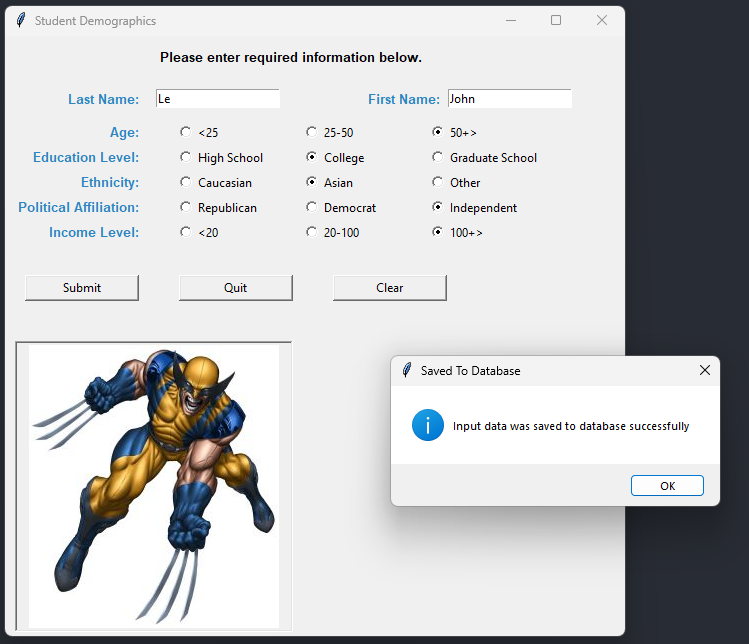 Student Demographics
Please enter required information below.
Last Name: Le First Name: John
Age: <25 25-50 50+>
Education Level: High School College Graduate School
Ethnicity: Caucasian Asian Other
Political Affiliation: Republican Democrat Independent
Income Level: <20 20-100 100+>
Submit Quit Clear
Saved To Database
Input data was saved to database successfully
OK